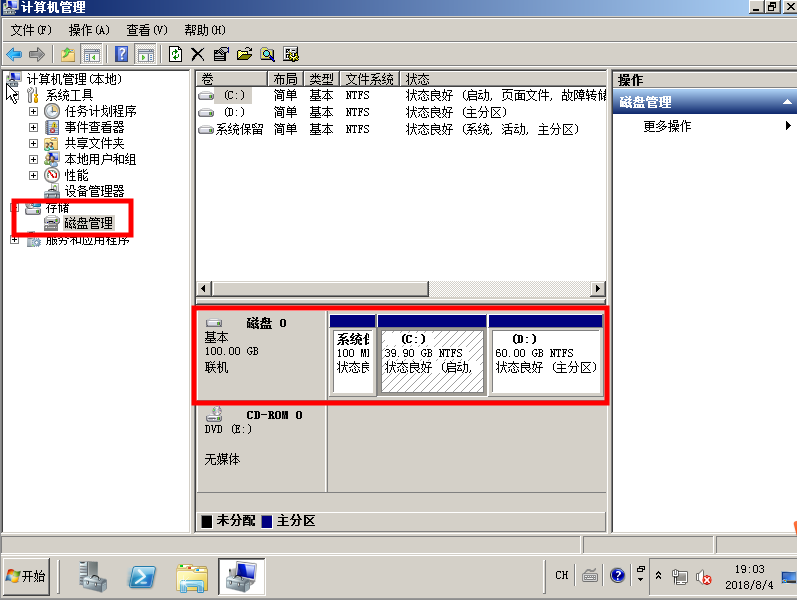 计算机管理
文件(F) 操作(A) 查看(V) 帮助(H)
计算机管理(本地)
系统工具
任务计划程序
事件查看器
共享文件夹
本地用户和组
性能
设备管理器
存储
磁盘管理
服务和应用程序
卷 布局 类型 文件系统 状态
(C:) 简单 基本 NTFS 状态良好 (启动, 页面文件, 故障转储
(D:) 简单 基本 NTFS 状态良好 (主分区)
系统保留 简单 基本 NTFS 状态良好 (系统, 活动, 主分区)
操作
磁盘管理
更多操作
磁盘 0
基本
100.00 GB
联机
系统
100 M
状态良
(C:)
39.90 GB NTFS
状态良好 (启动,
(D:)
60.00 GB NTFS
状态良好 (主分区)
CD-ROM 0
DVD (E:)
无媒体
未分配 主分区
开始
CH
19:03
2018/8/4